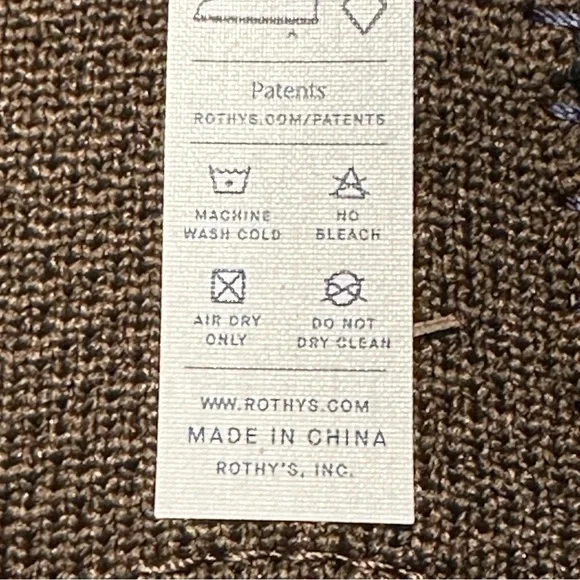 Patents
ROTHYS.COM/PATENTS
MACHINE
WASH COLD
NO
BLEACH
AIR DRY
ONLY
DO NOT
DRY CLEAN
WWW.ROTHYS.COM
MADE IN CHINA
ROTHY'S, INC.